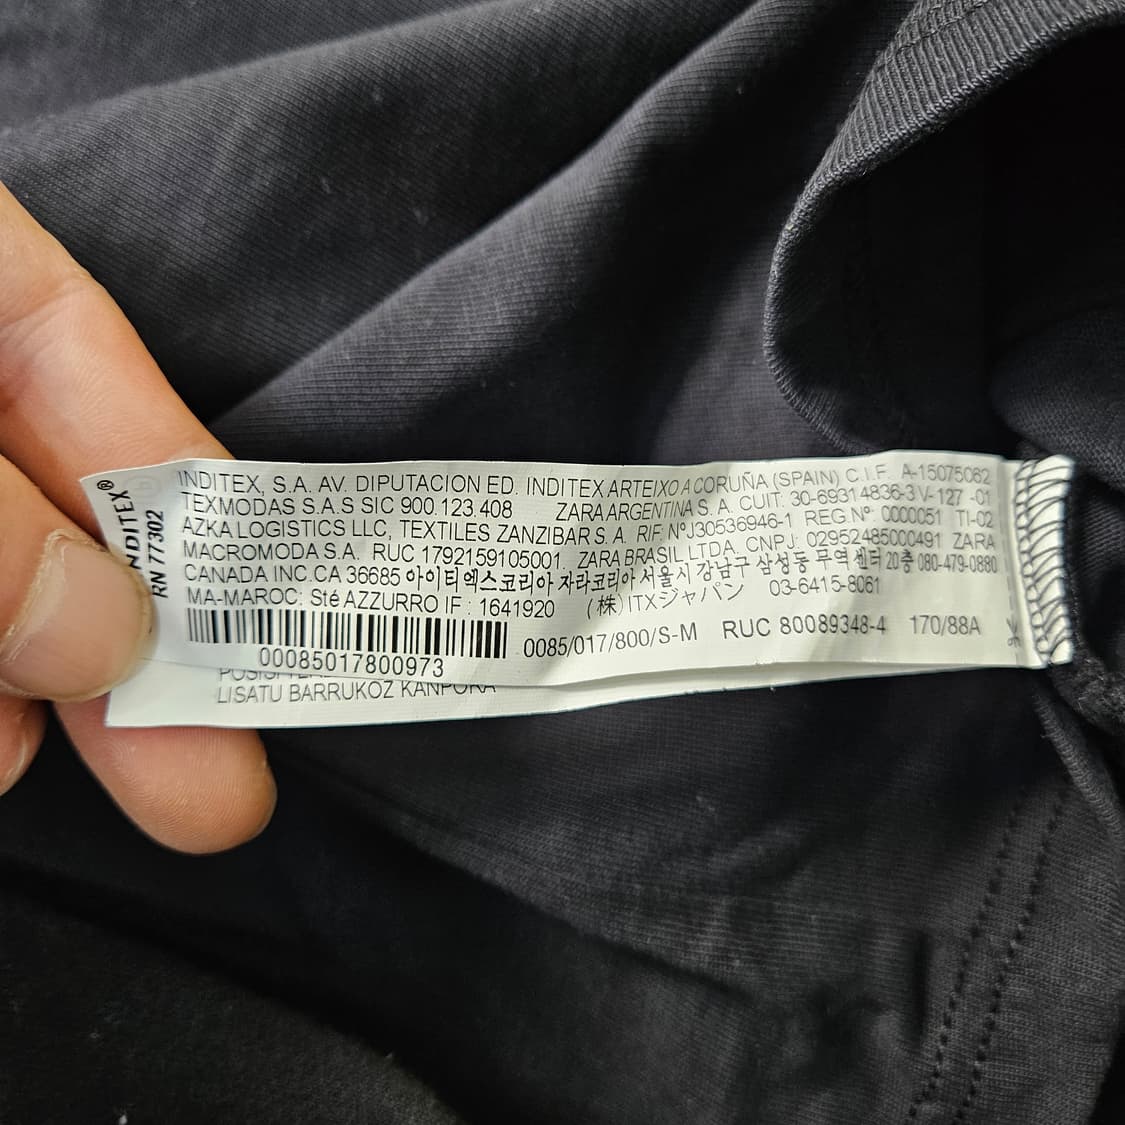 INDITEX®
RN 77302
INDITEX, S.A. AV. DIPUTACION ED. INDITEX ARTEIXO A CORUÑA (SPAIN) C.I.F. A-15075062
TEXMODAS S.A.S SIC 900.123.408 ZARA ARGENTINA S.A. CUIT. 30-69314836-3 V-127 -01
AZKA LOGISTICS LLC, TEXTILES ZANZIBAR S.A. RIF. NºJ30536946-1 REG.Nº 0000051 TI-02
MACROMODA S.A. RUC 1792159105001. ZARA BRASIL LTDA. CNPJ: 02952485000491 ZARA
CANADA INC.CA 36685 아이티엑스코리아 자라코리아 서울시 강남구 삼성동 무역센터 20층 080-479-0880
MA-MAROC: Sté AZZURRO IF : 1641920 (株)ITXジャパン 03-6415-8061
0085/017/800/S-M RUC 80089348-4 170/88A
00085017800973
LISATU BARRUKOZ KANPORA